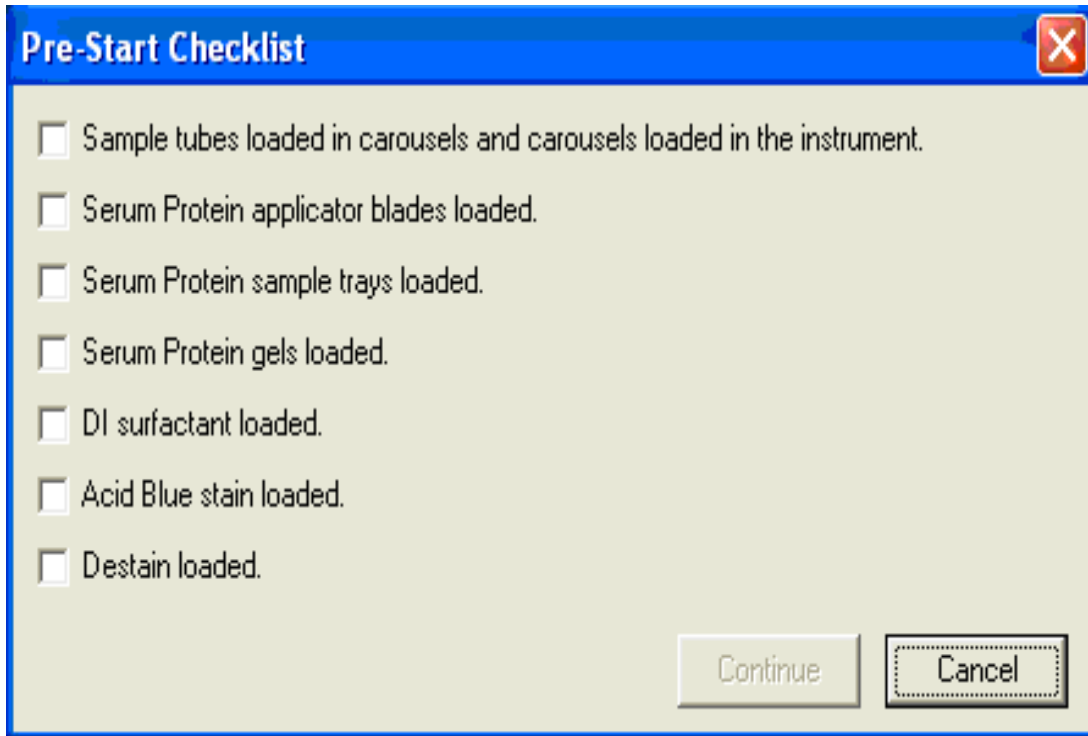 Pre-Start Checklist
Sample tubes loaded in carousels and carousels loaded in the instrument.
Serum Protein applicator blades loaded.
Serum Protein sample trays loaded.
Serum Protein gels loaded.
DI surfactant loaded.
Acid Blue stain loaded.
Destain loaded.
Continue Cancel